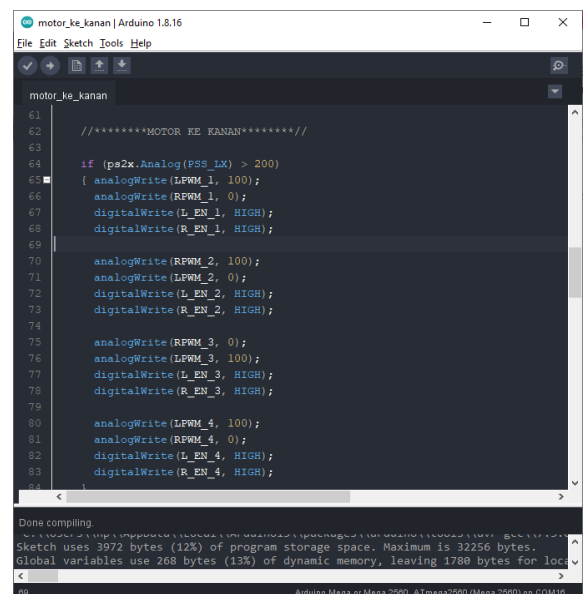 motor_ke_kanan | Arduino 1.8.16
File Edit Sketch Tools Help
motor_ke_kanan
61
62 //********MOTOR KE KANAN********//
63
64 if (ps2x.Analog(PSS_LX) > 200)
65 { analogWrite(LPWM_1, 100);
66 analogWrite(RPWM_1, 0);
67 digitalWrite(L_EN_1, HIGH);
68 digitalWrite(R_EN_1, HIGH);
69
70 analogWrite(RPWM_2, 100);
71 analogWrite(LPWM_2, 0);
72 digitalWrite(L_EN_2, HIGH);
73 digitalWrite(R_EN_2, HIGH);
74
75 analogWrite(RPWM_3, 0);
76 analogWrite(LPWM_3, 100);
77 digitalWrite(L_EN_3, HIGH);
78 digitalWrite(R_EN_3, HIGH);
79
80 analogWrite(LPWM_4, 100);
81 analogWrite(RPWM_4, 0);
82 digitalWrite(L_EN_4, HIGH);
83 digitalWrite(R_EN_4, HIGH);
84 }
Done compiling.
Sketch uses 3972 bytes (12%) of program storage space. Maximum is 32256 bytes.
Global variables use 268 bytes (13%) of dynamic memory, leaving 1780 bytes for loca
69 Arduino Mega or Mega 2560, ATmega2560 (Mega 2560) on COM16